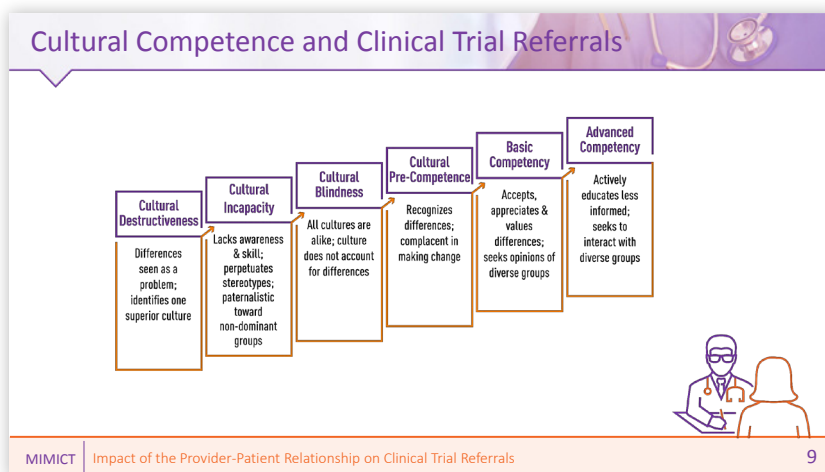 Cultural Competence and Clinical Trial Referrals
Cultural
Destructiveness
Differences
seen as a
problem;
identifies one
superior culture
Cultural
Incapacity
Lacks awareness
& skill;
perpetuates
stereotypes;
paternalistic
toward
non-dominant
groups
Cultural
Blindness
All cultures are
alike; culture
does not account
for differences
Cultural
Pre-Competence
Recognizes
differences;
complacent in
making change
Basic
Competency
Accepts,
appreciates &
values
differences;
seeks opinions of
diverse groups
Advanced
Competency
Actively
educates less
informed;
seeks to
interact with
diverse groups
MIMICT Impact of the Provider-Patient Relationship on Clinical Trial Referrals 9